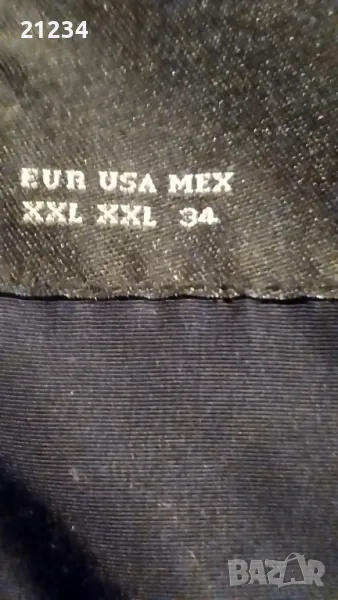 21234
EUR USA MEX
XXL XXL 34
BAZAR